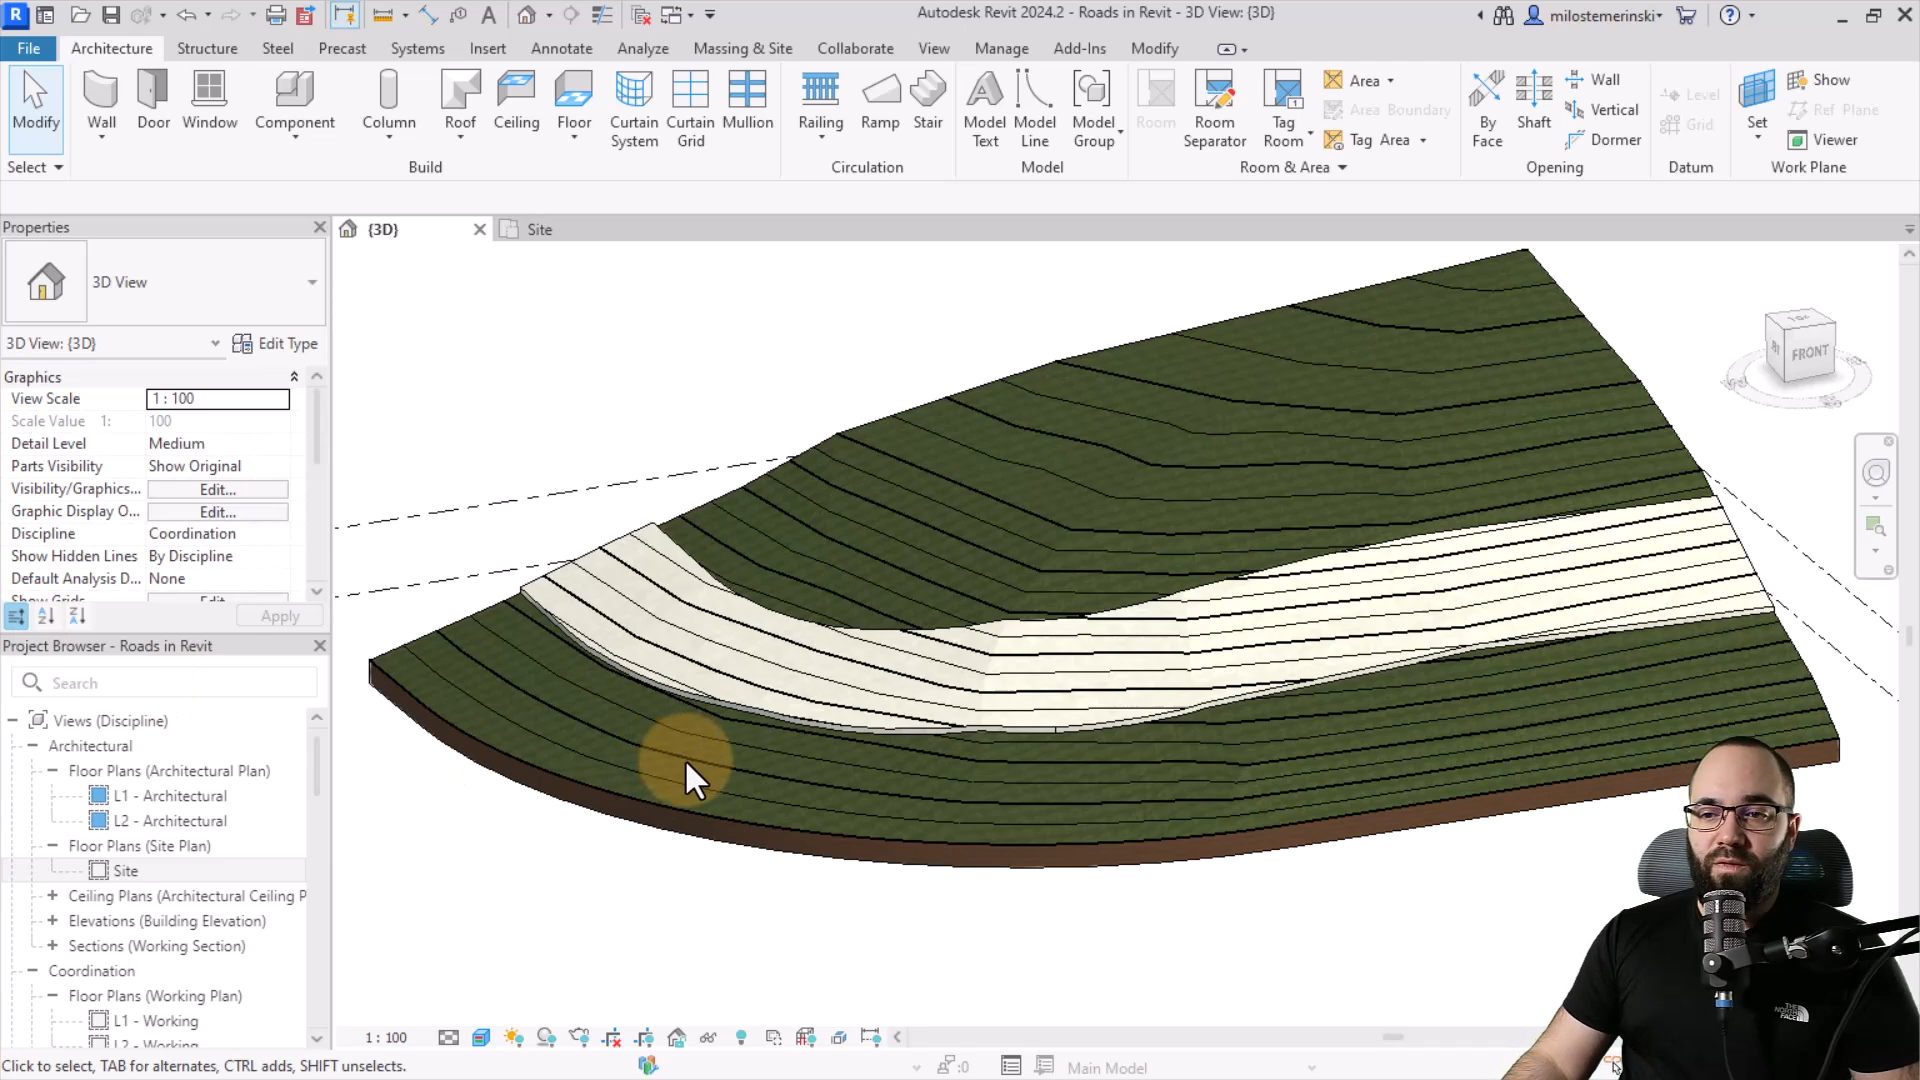 Autodesk Revit 2024.2 - Roads in Revit - 3D View: {3D}
milostemerinski
File
Architecture
Structure
Steel
Precast
Systems
Insert
Annotate
Analyze
Massing & Site
Collaborate
View
Manage
Add-Ins
Modify
Modify
Wall
Door
Window
Component
Column
Roof
Ceiling
Floor
Curtain System
Curtain Grid
Mullion
Railing
Ramp
Stair
Model Text
Model Line
Model Group
Room
Room Separator
Tag Room
Area
Area Boundary
Tag Area
By Face
Shaft
Wall
Vertical
Dormer
Level
Grid
Set
Show
Ref Plane
Viewer
Select
Build
Circulation
Model
Room & Area
Opening
Datum
Work Plane
Properties
{3D}
Site
3D View
3D View: {3D}
Edit Type
Graphics
View Scale
1 : 100
Scale Value 1:
100
Detail Level
Medium
Parts Visibility
Show Original
Visibility/Graphics...
Edit...
Graphic Display O...
Edit...
Discipline
Coordination
Show Hidden Lines
By Discipline
Default Analysis D...
None
Show Grids
Edit...
Apply
FRONT
Project Browser - Roads in Revit
Search
Views (Discipline)
Architectural
Floor Plans (Architectural Plan)
L1 - Architectural
L2 - Architectural
Floor Plans (Site Plan)
Site
Ceiling Plans (Architectural Ceiling P
Elevations (Building Elevation)
Sections (Working Section)
Coordination
Floor Plans (Working Plan)
L1 - Working
L2 - Working
1 : 100
Click to select, TAB for alternates, CTRL adds, SHIFT unselects.
:0
Main Model
THE NORTH FACE